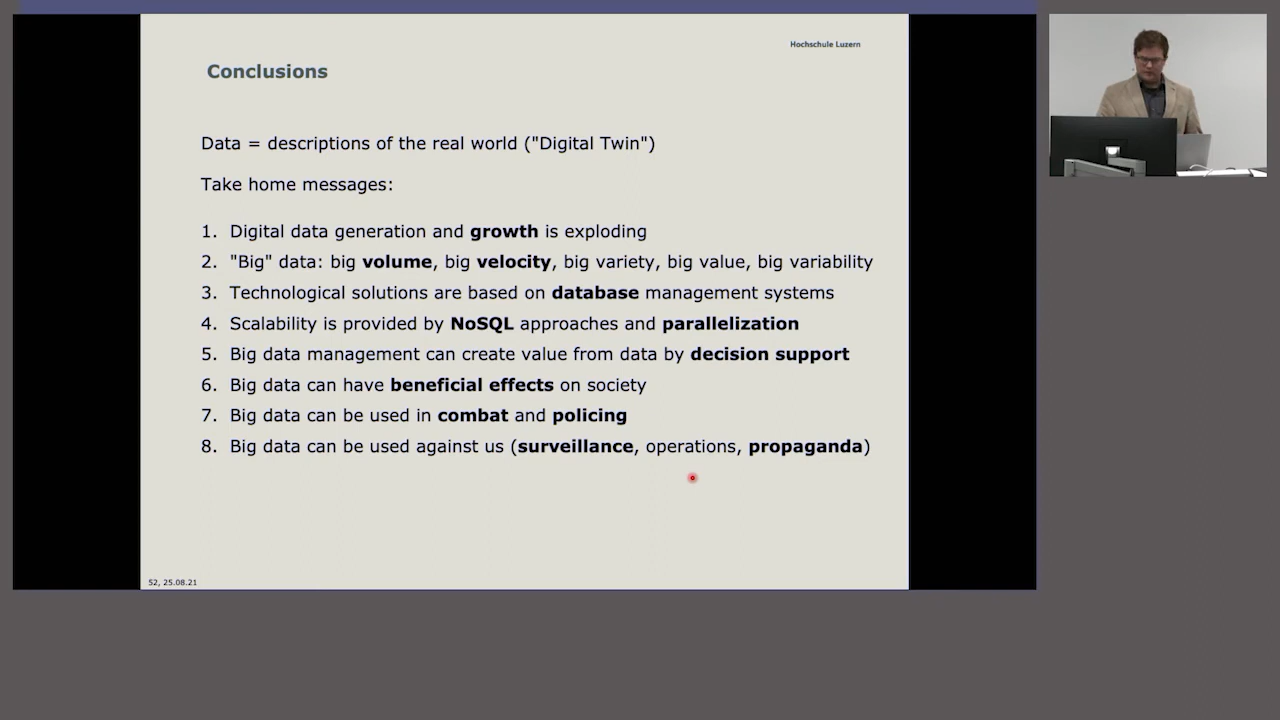 Hochschule Luzern
Conclusions
Data = descriptions of the real world ("Digital Twin")
Take home messages:
1. Digital data generation and growth is exploding
2. "Big" data: big volume, big velocity, big variety, big value, big variability
3. Technological solutions are based on database management systems
4. Scalability is provided by NoSQL approaches and parallelization
5. Big data management can create value from data by decision support
6. Big data can have beneficial effects on society
7. Big data can be used in combat and policing
8. Big data can be used against us (surveillance, operations, propaganda)
52, 25.08.21